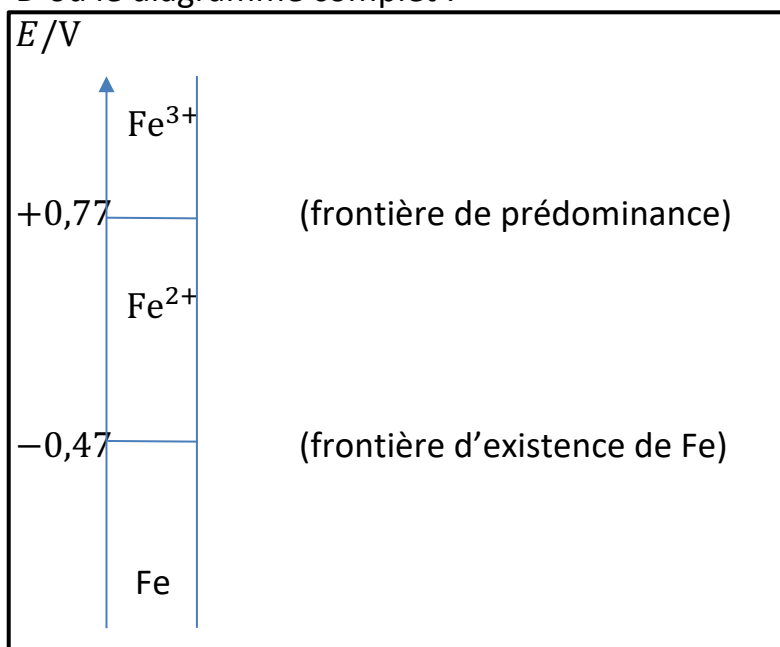 D'où le diagramme complet :
E/V
Fe³⁺
+0,77 (frontière de prédominance)
Fe²⁺
−0,47 (frontière d’existence de Fe)
Fe